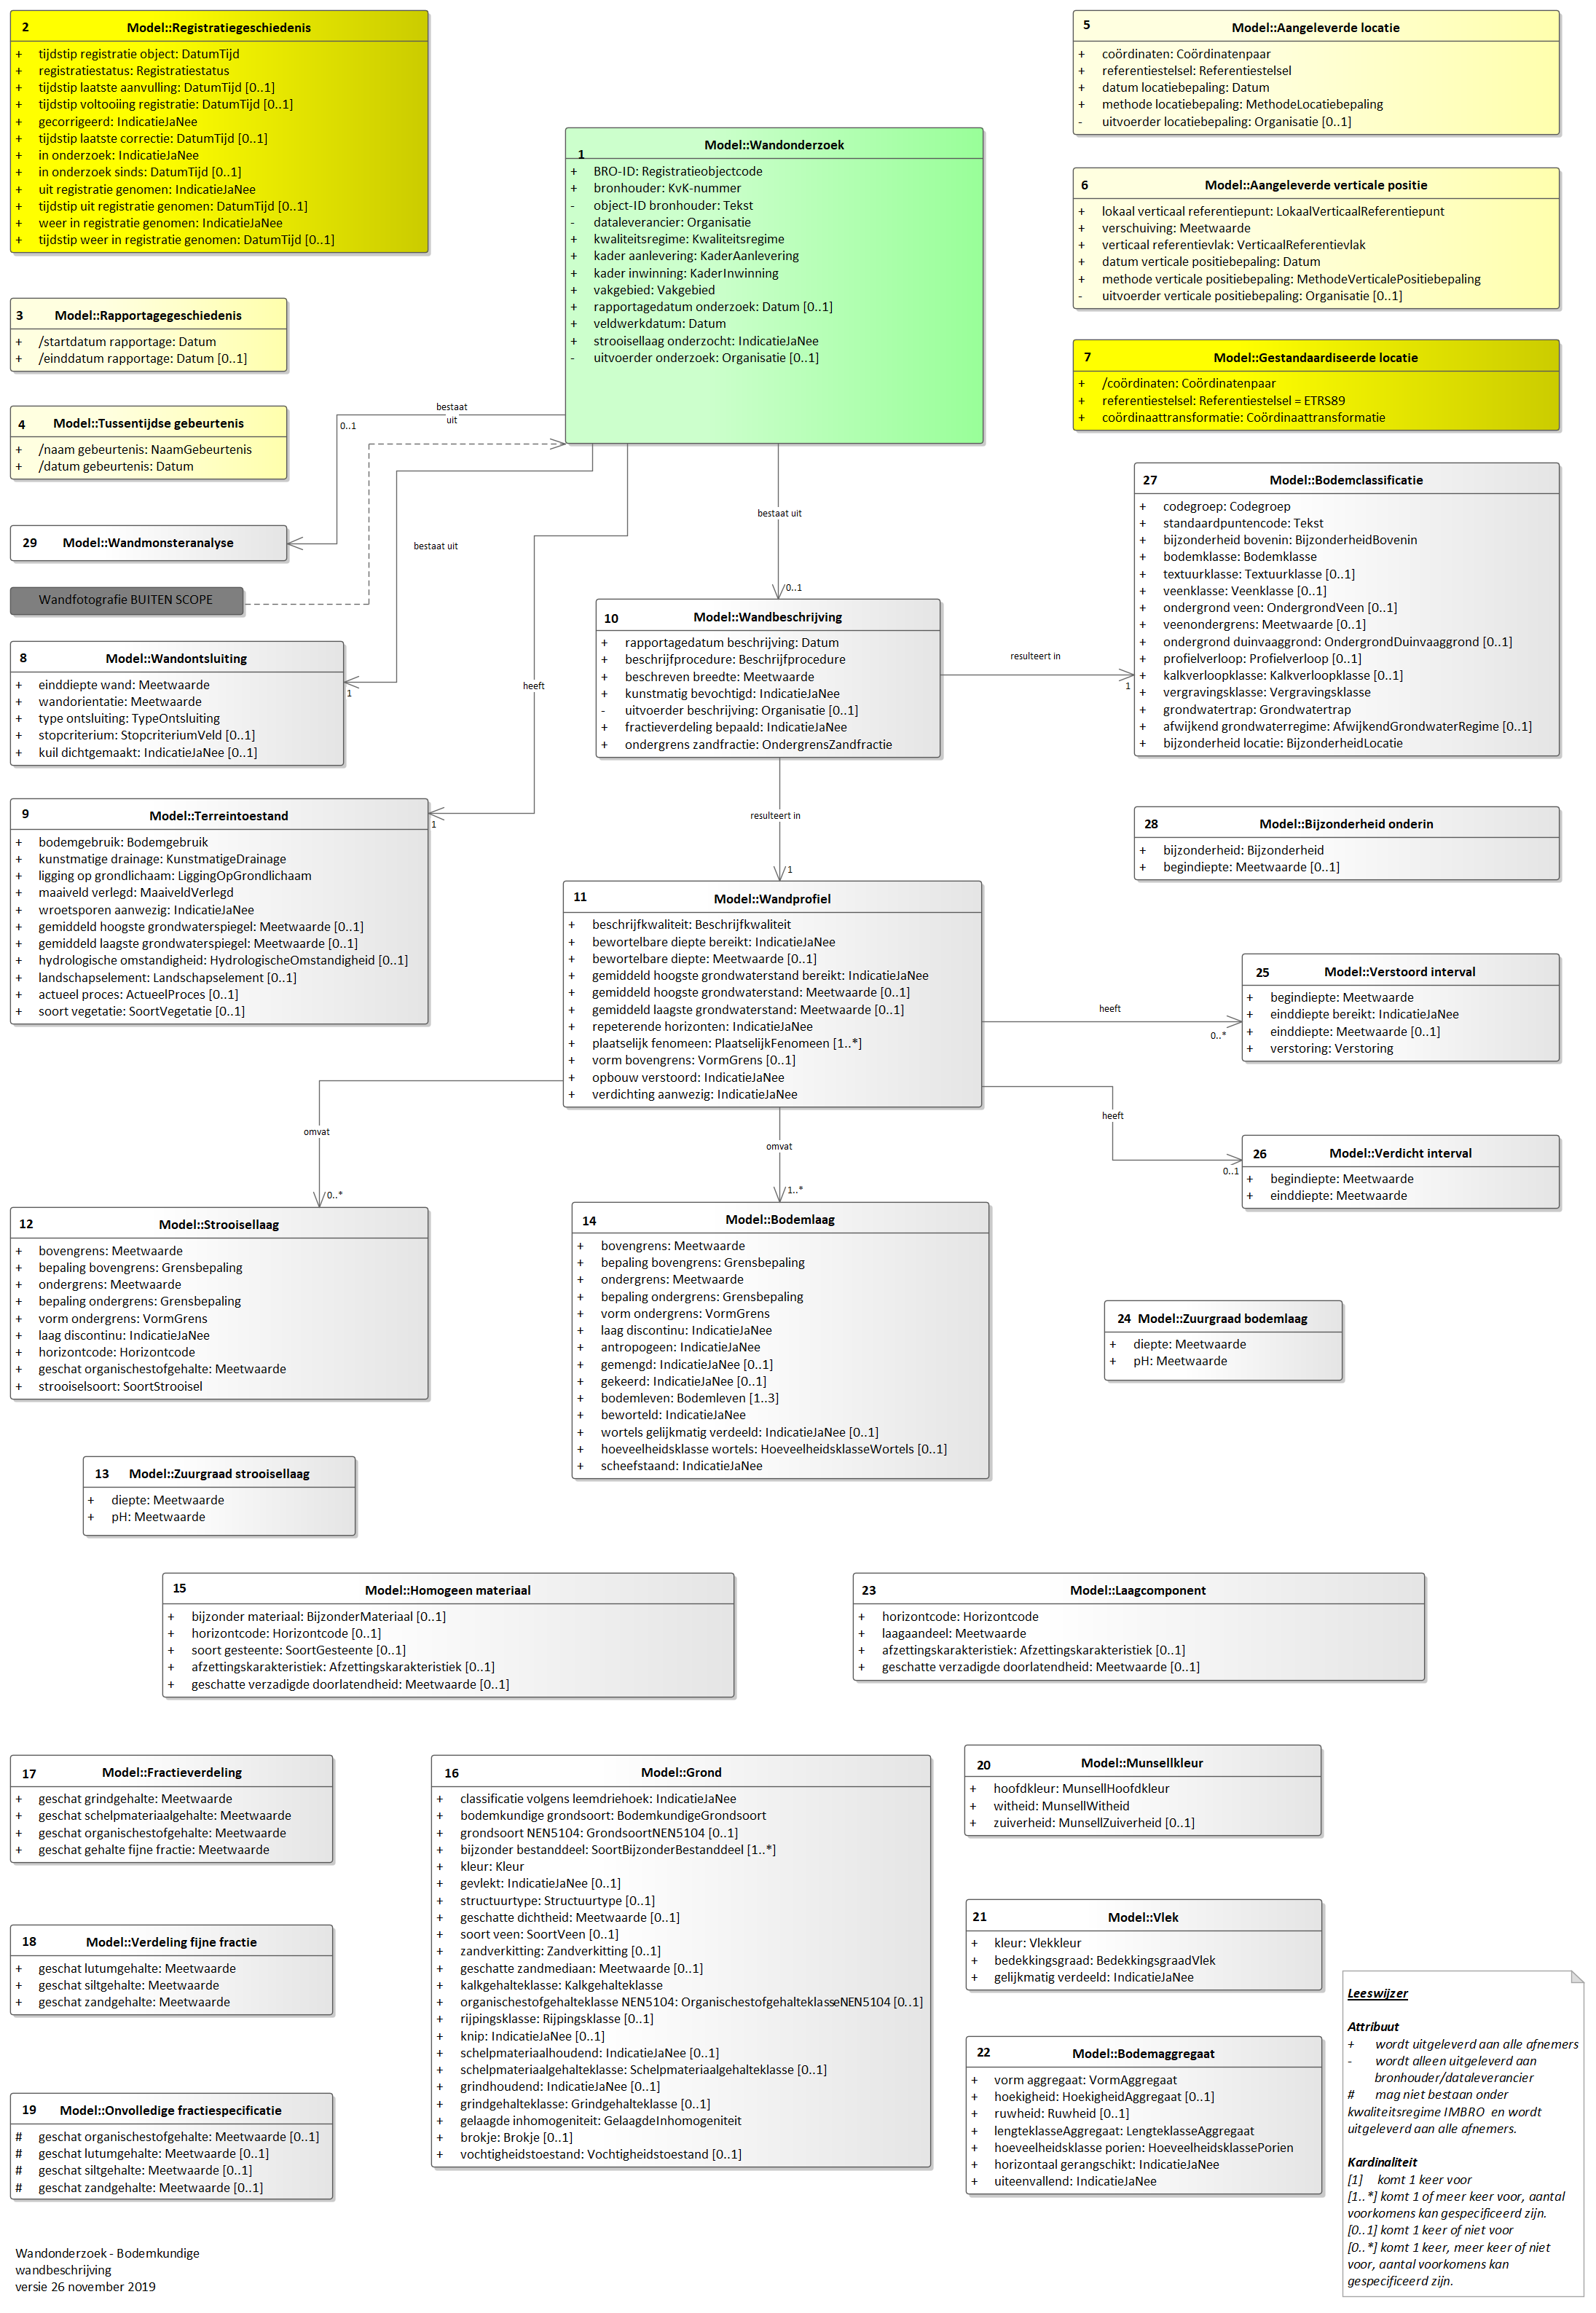 2 Model::Registratiegeschiedenis
+ tijdstip registratie object: DatumTijd
+ registratiestatus: Registratiestatus
+ tijdstip laatste aanvulling: DatumTijd [0..1]
+ tijdstip voltooiing registratie: DatumTijd [0..1]
+ gecorrigeerd: IndicatieJaNee
+ tijdstip laatste correctie: DatumTijd [0..1]
+ in onderzoek: IndicatieJaNee
+ in onderzoek sinds: DatumTijd [0..1]
+ uit registratie genomen: IndicatieJaNee
+ tijdstip uit registratie genomen: DatumTijd [0..1]
+ weer in registratie genomen: IndicatieJaNee
+ tijdstip weer in registratie genomen: DatumTijd [0..1]
1 Model::Wandonderzoek
+ BRO-ID: Registratieobjectcode
+ bronhouder: KvK-nummer
- object-ID bronhouder: Tekst
- dataleverancier: Organisatie
+ kwaliteitsregime: Kwaliteitsregime
+ kader aanlevering: KaderAanlevering
+ kader inwinning: KaderInwinning
+ vakgebied: Vakgebied
+ rapportagedatum onderzoek: Datum [0..1]
+ veldwerkdatum: Datum
+ strooisellaag onderzocht: IndicatieJaNee
- uitvoerder onderzoek: Organisatie [0..1]
5 Model::Aangeleverde locatie
+ coördinaten: Coördinatenpaar
+ referentiestelsel: Referentiestelsel
+ datum locatiebepaling: Datum
+ methode locatiebepaling: MethodeLocatiebepaling
- uitvoerder locatiebepaling: Organisatie [0..1]
6 Model::Aangeleverde verticale positie
+ lokaal verticaal referentiepunt: LokaalVerticaalReferentiepunt
+ verschuiving: Meetwaarde
+ verticaal referentievlak: VerticaalReferentievlak
+ datum verticale positiebepaling: Datum
+ methode verticale positiebepaling: MethodeVerticalePositiebepaling
- uitvoerder verticale positiebepaling: Organisatie [0..1]
3 Model::Rapportagegeschiedenis
+ /startdatum rapportage: Datum
+ /einddatum rapportage: Datum [0..1]
7 Model::Gestandaardiseerde locatie
+ /coördinaten: Coördinatenpaar
+ referentiestelsel: Referentiestelsel = ETRS89
+ coördinaattransformatie: Coördinaattransformatie
4 Model::Tussentijdse gebeurtenis
+ /naam gebeurtenis: NaamGebeurtenis
+ /datum gebeurtenis: Datum
bestaat
uit
0..1
29 Model::Wandmonsteranalyse
Wandfotografie BUITEN SCOPE
bestaat uit
bestaat uit
0..1
27 Model::Bodemclassificatie
+ codegroep: Codegroep
+ standaardpuntencode: Tekst
+ bijzonderheid bovenin: BijzonderheidBovenin
+ bodemklasse: Bodemklasse
+ textuurklasse: Textuurklasse [0..1]
+ veenklasse: Veenklasse [0..1]
+ ondergrond veen: OndergrondVeen [0..1]
+ veenondergrens: Meetwaarde [0..1]
+ ondergrond duinvaaggrond: OndergrondDuinvaaggrond [0..1]
+ profielverloop: Profielverloop [0..1]
+ kalkverloopklasse: Kalkverloopklasse [0..1]
+ vergravingsklasse: Vergravingsklasse
+ grondwatertrap: Grondwatertrap
+ afwijkend grondwaterregime: AfwijkendGrondwaterRegime [0..1]
+ bijzonderheid locatie: BijzonderheidLocatie
8 Model::Wandontsluiting
+ einddiepte wand: Meetwaarde
+ wandorientatie: Meetwaarde
+ type ontsluiting: TypeOntsluiting
+ stopcriterium: StopcriteriumVeld [0..1]
+ kuil dichtgemaakt: IndicatieJaNee [0..1]
1
heeft
10 Model::Wandbeschrijving
+ rapportagedatum beschrijving: Datum
+ beschrijfprocedure: Beschrijfprocedure
+ beschreven breedte: Meetwaarde
+ kunstmatig bevochtigd: IndicatieJaNee
- uitvoerder beschrijving: Organisatie [0..1]
+ fractieverdeling bepaald: IndicatieJaNee
+ ondergrens zandfractie: OndergrensZandfractie
resulteert in
1
9 Model::Terreintoestand
+ bodemgebruik: Bodemgebruik
+ kunstmatige drainage: KunstmatigeDrainage
+ ligging op grondlichaam: LiggingOpGrondlichaam
+ maaiveld verlegd: MaaiveldVerlegd
+ wroetsporen aanwezig: IndicatieJaNee
+ gemiddeld hoogste grondwaterspiegel: Meetwaarde [0..1]
+ gemiddeld laagste grondwaterspiegel: Meetwaarde [0..1]
+ hydrologische omstandigheid: HydrologischeOmstandigheid [0..1]
+ landschapselement: Landschapselement [0..1]
+ actueel proces: ActueelProces [0..1]
+ soort vegetatie: SoortVegetatie [0..1]
1
resulteert in
1
28 Model::Bijzonderheid onderin
+ bijzonderheid: Bijzonderheid
+ begindiepte: Meetwaarde [0..1]
11 Model::Wandprofiel
+ beschrijfkwaliteit: Beschrijfkwaliteit
+ bewortelbare diepte bereikt: IndicatieJaNee
+ bewortelbare diepte: Meetwaarde [0..1]
+ gemiddeld hoogste grondwaterstand bereikt: IndicatieJaNee
+ gemiddeld hoogste grondwaterstand: Meetwaarde [0..1]
+ gemiddeld laagste grondwaterstand: Meetwaarde [0..1]
+ repeterende horizonten: IndicatieJaNee
+ plaatselijk fenomeen: PlaatselijkFenomeen [1..*]
+ vorm bovengrens: VormGrens [0..1]
+ opbouw verstoord: IndicatieJaNee
+ verdichting aanwezig: IndicatieJaNee
heeft
0..*
25 Model::Verstoord interval
+ begindiepte: Meetwaarde
+ einddiepte bereikt: IndicatieJaNee
+ einddiepte: Meetwaarde [0..1]
+ verstoring: Verstoring
heeft
0..1
26 Model::Verdicht interval
+ begindiepte: Meetwaarde
+ einddiepte: Meetwaarde
omvat
0..*
omvat
1..*
12 Model::Strooisellaag
+ bovengrens: Meetwaarde
+ bepaling bovengrens: Grensbepaling
+ ondergrens: Meetwaarde
+ bepaling ondergrens: Grensbepaling
+ vorm ondergrens: VormGrens
+ laag discontinu: IndicatieJaNee
+ horizontcode: Horizontcode
+ geschat organischestofgehalte: Meetwaarde
+ strooiselsoort: SoortStrooisel
14 Model::Bodemlaag
+ bovengrens: Meetwaarde
+ bepaling bovengrens: Grensbepaling
+ ondergrens: Meetwaarde
+ bepaling ondergrens: Grensbepaling
+ vorm ondergrens: VormGrens
+ laag discontinu: IndicatieJaNee
+ antropogeen: IndicatieJaNee
+ gemengd: IndicatieJaNee [0..1]
+ gekeerd: IndicatieJaNee [0..1]
+ bodemleven: Bodemleven [1..3]
+ beworteld: IndicatieJaNee
+ wortels gelijkmatig verdeeld: IndicatieJaNee [0..1]
+ hoeveelheidsklasse wortels: HoeveelheidsklasseWortels [0..1]
+ scheefstaand: IndicatieJaNee
24 Model::Zuurgraad bodemlaag
+ diepte: Meetwaarde
+ pH: Meetwaarde
13 Model::Zuurgraad strooisellaag
+ diepte: Meetwaarde
+ pH: Meetwaarde
15 Model::Homogeen materiaal
+ bijzonder materiaal: BijzonderMateriaal [0..1]
+ horizontcode: Horizontcode [0..1]
+ soort gesteente: SoortGesteente [0..1]
+ afzettingskarakteristiek: Afzettingskarakteristiek [0..1]
+ geschatte verzadigde doorlatendheid: Meetwaarde [0..1]
23 Model::Laagcomponent
+ horizontcode: Horizontcode
+ laagaandeel: Meetwaarde
+ afzettingskarakteristiek: Afzettingskarakteristiek [0..1]
+ geschatte verzadigde doorlatendheid: Meetwaarde [0..1]
17 Model::Fractieverdeling
+ geschat grindgehalte: Meetwaarde
+ geschat schelpmateriaalgehalte: Meetwaarde
+ geschat organischestofgehalte: Meetwaarde
+ geschat gehalte fijne fractie: Meetwaarde
16 Model::Grond
+ classificatie volgens leemdriehoek: IndicatieJaNee
+ bodemkundige grondsoort: BodemkundigeGrondsoort
+ grondsoort NEN5104: GrondsoortNEN5104 [0..1]
+ bijzonder bestanddeel: SoortBijzonderBestanddeel [1..*]
+ kleur: Kleur
+ gevlekt: IndicatieJaNee [0..1]
+ structuurtype: Structuurtype [0..1]
+ geschatte dichtheid: Meetwaarde [0..1]
+ soort veen: SoortVeen [0..1]
+ zandverkitting: Zandverkitting [0..1]
+ geschatte zandmediaan: Meetwaarde [0..1]
+ kalkgehalteklasse: Kalkgehalteklasse
+ organischestofgehalteklasse NEN5104: OrganischestofgehalteklasseNEN5104 [0..1]
+ rijpingsklasse: Rijpingsklasse [0..1]
+ knip: IndicatieJaNee [0..1]
+ schelpmateriaalhoudend: IndicatieJaNee [0..1]
+ schelpmateriaalgehalteklasse: Schelpmateriaalgehalteklasse [0..1]
+ grindhoudend: IndicatieJaNee [0..1]
+ grindgehalteklasse: Grindgehalteklasse [0..1]
+ gelaagde inhomogeniteit: GelaagdeInhomogeniteit
+ brokje: Brokje [0..1]
+ vochtigheidstoestand: Vochtigheidstoestand [0..1]
20 Model::Munsellkleur
+ hoofdkleur: MunsellHoofdkleur
+ witheid: MunsellWitheid
+ zuiverheid: MunsellZuiverheid [0..1]
18 Model::Verdeling fijne fractie
+ geschat lutumgehalte: Meetwaarde
+ geschat siltgehalte: Meetwaarde
+ geschat zandgehalte: Meetwaarde
21 Model::Vlek
+ kleur: Vlekkleur
+ bedekkingsgraad: BedekkingsgraadVlek
+ gelijkmatig verdeeld: IndicatieJaNee
22 Model::Bodemaggregaat
+ vorm aggregaat: VormAggregaat
+ hoekigheid: HoekigheidAggregaat [0..1]
+ ruwheid: Ruwheid [0..1]
+ lengteklasseAggregaat: LengteklasseAggregaat
+ hoeveelheidsklasse porien: HoeveelheidsklassePorien
+ horizontaal gerangschikt: IndicatieJaNee
+ uiteenvallend: IndicatieJaNee
19 Model::Onvolledige fractiespecificatie
# geschat organischestofgehalte: Meetwaarde [0..1]
# geschat lutumgehalte: Meetwaarde [0..1]
# geschat siltgehalte: Meetwaarde [0..1]
# geschat zandgehalte: Meetwaarde [0..1]
Leeswijzer
Attribuut
+ wordt uitgeleverd aan alle afnemers
- wordt alleen uitgeleverd aan
bronhouder/dataleverancier
# mag niet bestaan onder
kwaliteitsregime IMBRO en wordt
uitgeleverd aan alle afnemers.
Kardinaliteit
[1] komt 1 keer voor
[1..*] komt 1 of meer keer voor, aantal
voorkomens kan gespecificeerd zijn.
[0..1] komt 1 keer of niet voor
[0..*] komt 1 keer, meer keer of niet
voor, aantal voorkomens kan
gespecificeerd zijn.
Wandonderzoek - Bodemkundige
wandbeschrijving
versie 26 november 2019